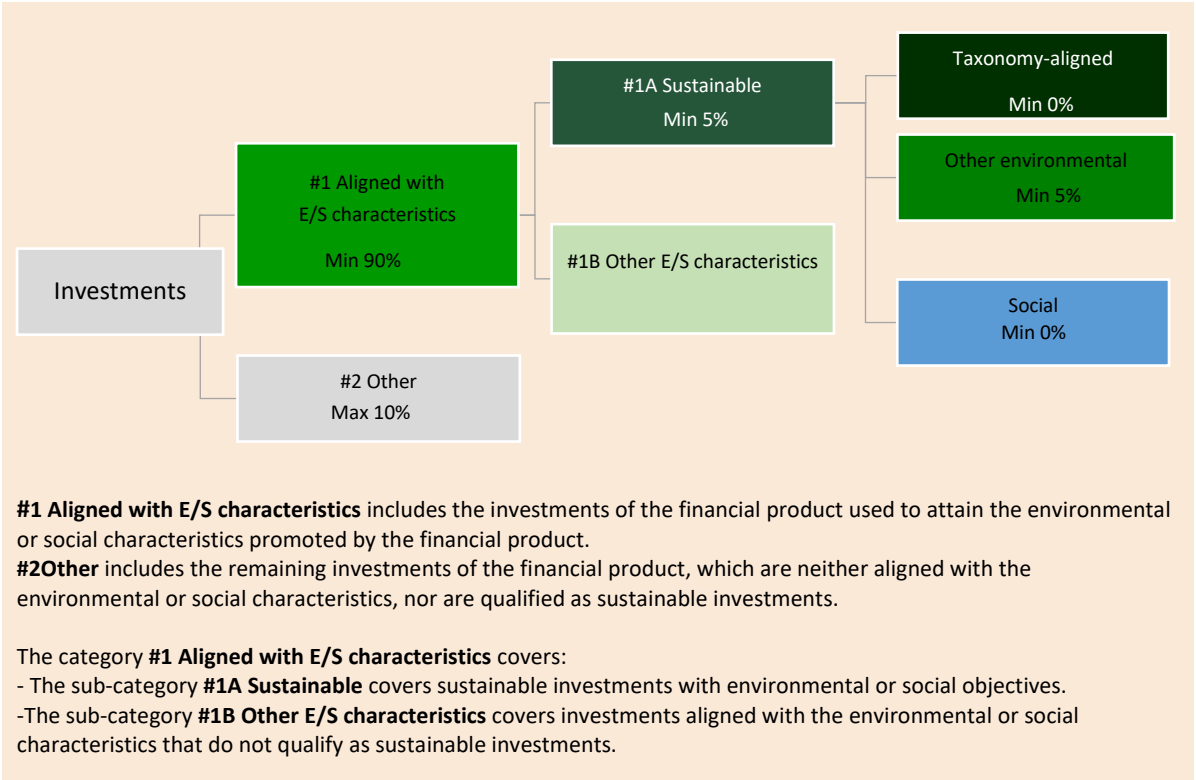 Investments
#1 Aligned with
E/S characteristics
Min 90%
#2 Other
Max 10%
#1A Sustainable
Min 5%
#1B Other E/S characteristics
Taxonomy-aligned
Min 0%
Other environmental
Min 5%
Social
Min 0%
#1 Aligned with E/S characteristics includes the investments of the financial product used to attain the environmental
or social characteristics promoted by the financial product.
#2Other includes the remaining investments of the financial product, which are neither aligned with the
environmental or social characteristics, nor are qualified as sustainable investments.
The category #1 Aligned with E/S characteristics covers:
- The sub-category #1A Sustainable covers sustainable investments with environmental or social objectives.
-The sub-category #1B Other E/S characteristics covers investments aligned with the environmental or social
characteristics that do not qualify as sustainable investments.